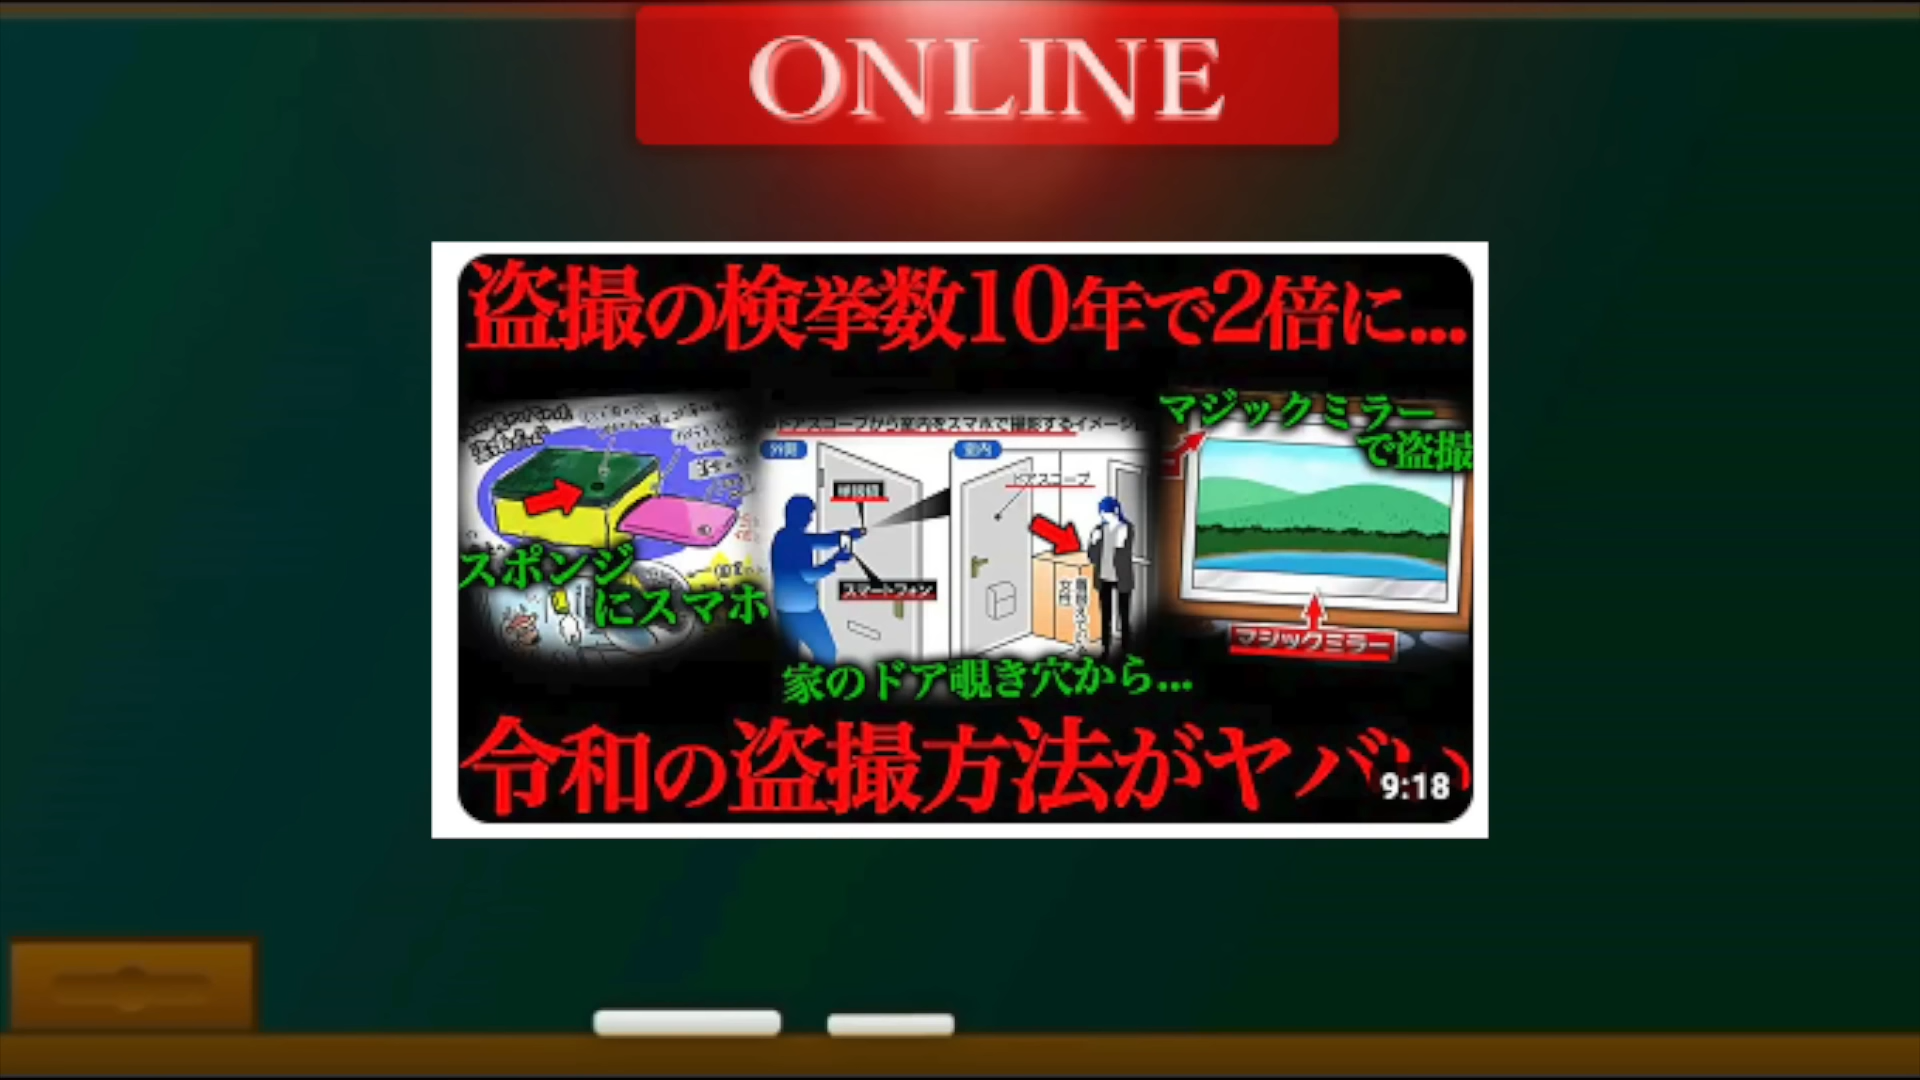 ONLINE
盗撮の検挙数10年で2倍に...
マジックミラー
で盗撮
ドアスコープから室内をスマホで撮影するイメージ
外側
室内
単眼鏡
ドアスコープ
スマートフォン
スポンジ
にスマホ
マジックミラー
家のドア覗き穴から...
令和の盗撮方法がヤバい
9:18